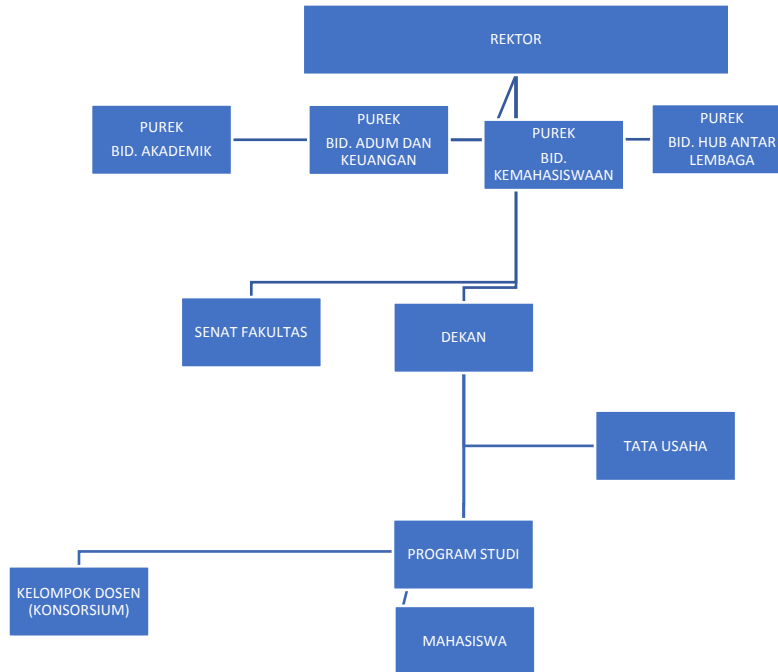 REKTOR
PUREK
BID. AKADEMIK
PUREK
BID. ADUM DAN
KEUANGAN
PUREK
BID.
KEMAHASISWAAN
PUREK
BID. HUB ANTAR
LEMBAGA
SENAT FAKULTAS
DEKAN
TATA USAHA
PROGRAM STUDI
KELOMPOK DOSEN
(KONSORSIUM)
MAHASISWA